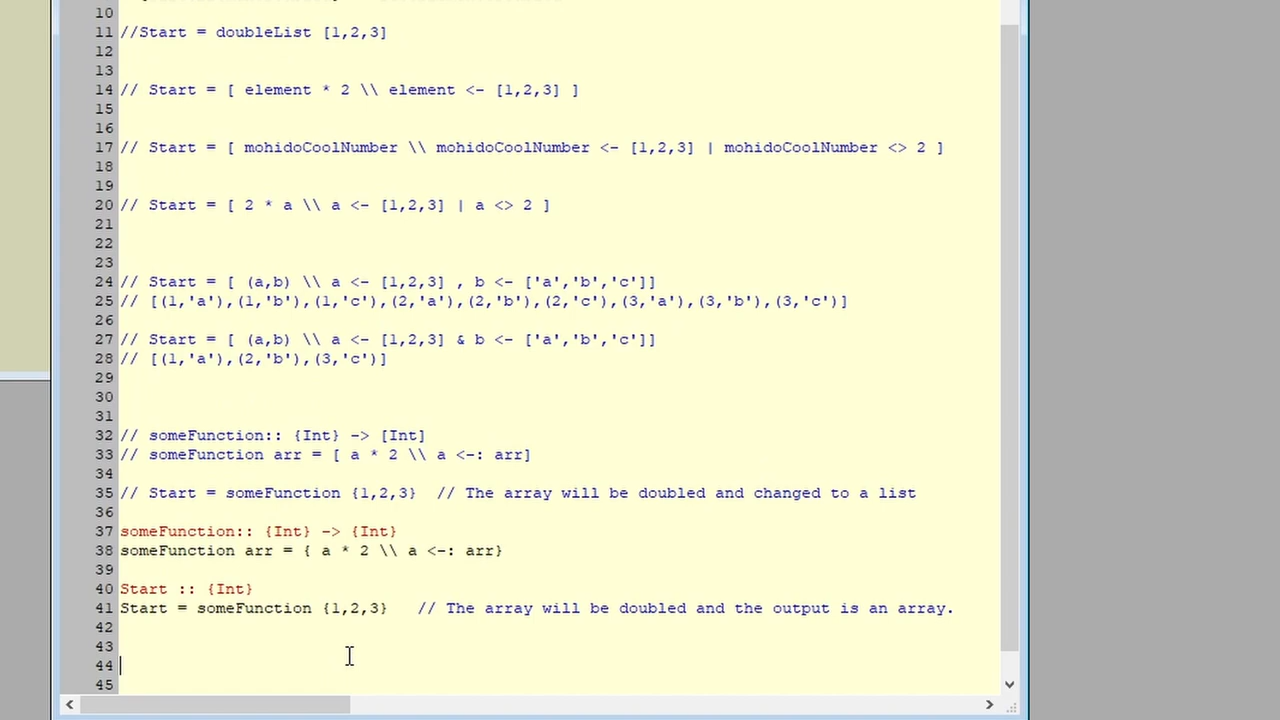 10
11 //Start = doubleList [1,2,3]
12
13
14 // Start = [ element * 2 \\ element <- [1,2,3] ]
15
16
17 // Start = [ mohidoCoolNumber \\ mohidoCoolNumber <- [1,2,3] | mohidoCoolNumber <> 2 ]
18
19
20 // Start = [ 2 * a \\ a <- [1,2,3] | a <> 2 ]
21
22
23
24 // Start = [ (a,b) \\ a <- [1,2,3] , b <- ['a','b','c']]
25 // [(1,'a'),(1,'b'),(1,'c'),(2,'a'),(2,'b'),(2,'c'),(3,'a'),(3,'b'),(3,'c')]
26
27 // Start = [ (a,b) \\ a <- [1,2,3] & b <- ['a','b','c']]
28 // [(1,'a'),(2,'b'),(3,'c')]
29
30
31
32 // someFunction:: {Int} -> [Int]
33 // someFunction arr = [ a * 2 \\ a <-: arr]
34
35 // Start = someFunction {1,2,3}  // The array will be doubled and changed to a list
36
37 someFunction:: {Int} -> {Int}
38 someFunction arr = { a * 2 \\ a <-: arr}
39
40 Start :: {Int}
41 Start = someFunction {1,2,3}   // The array will be doubled and the output is an array.
42
43
44
45